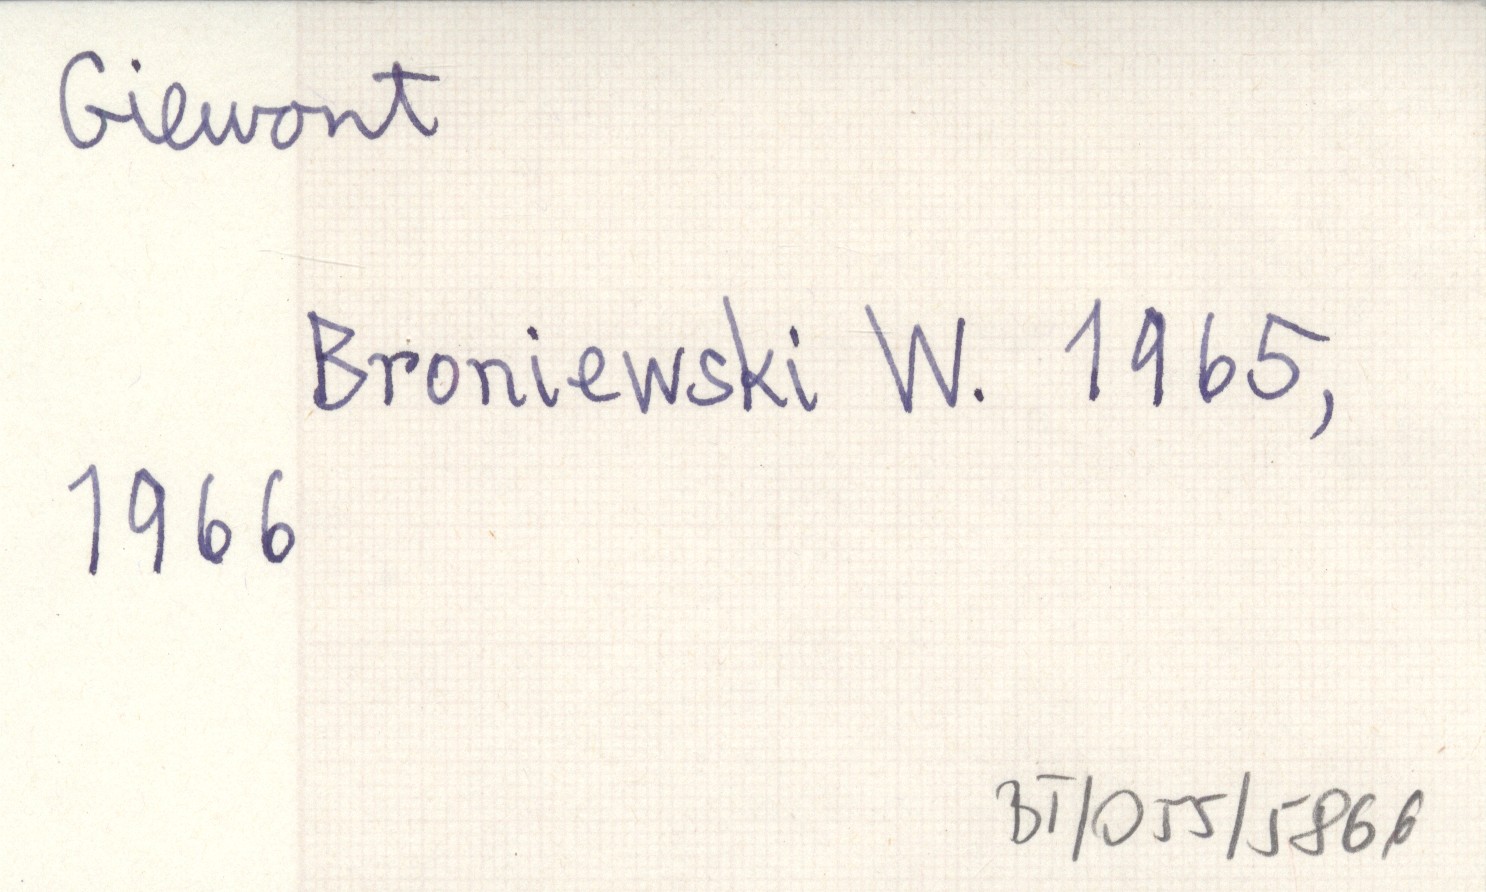 Giewont
Broniewski W. 1965,
1966
BT/055/5866